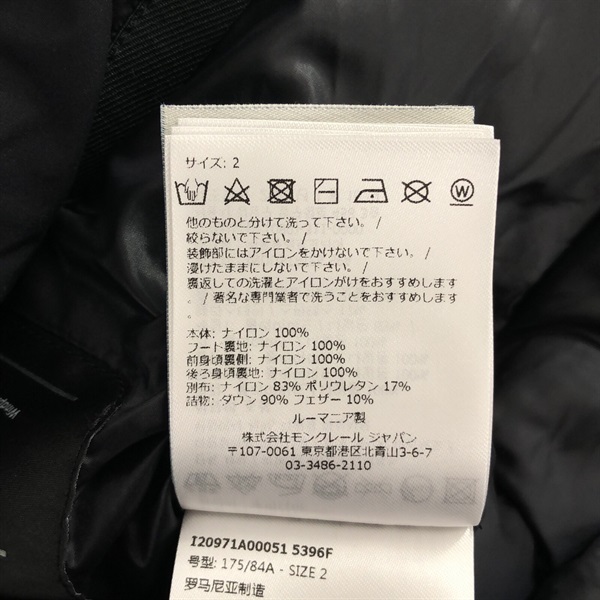 サイズ: 2
他のものと分けて洗って下さい。 /
絞らないで下さい。 /
装飾部にはアイロンをかけないで下さい。 /
浸けたままにしないで下さい。 /
裏返しての洗濯とアイロンがけをおすすめします
。 / 著名な専門業者で洗うことをおすすめします
。
本体: ナイロン 100%
フード裏地: ナイロン 100%
前身頃裏側: ナイロン 100%
後ろ身頃裏地: ナイロン 100%
別布: ナイロン 83% ポリウレタン 17%
詰物: ダウン 90% フェザー 10%
ルーマニア製
株式会社モンクレール ジャパン
〒107-0061 東京都港区北青山3-6-7
03-3486-2110
I20971A00051 5396F
号型: 175/84A - SIZE 2
罗马尼亚制造